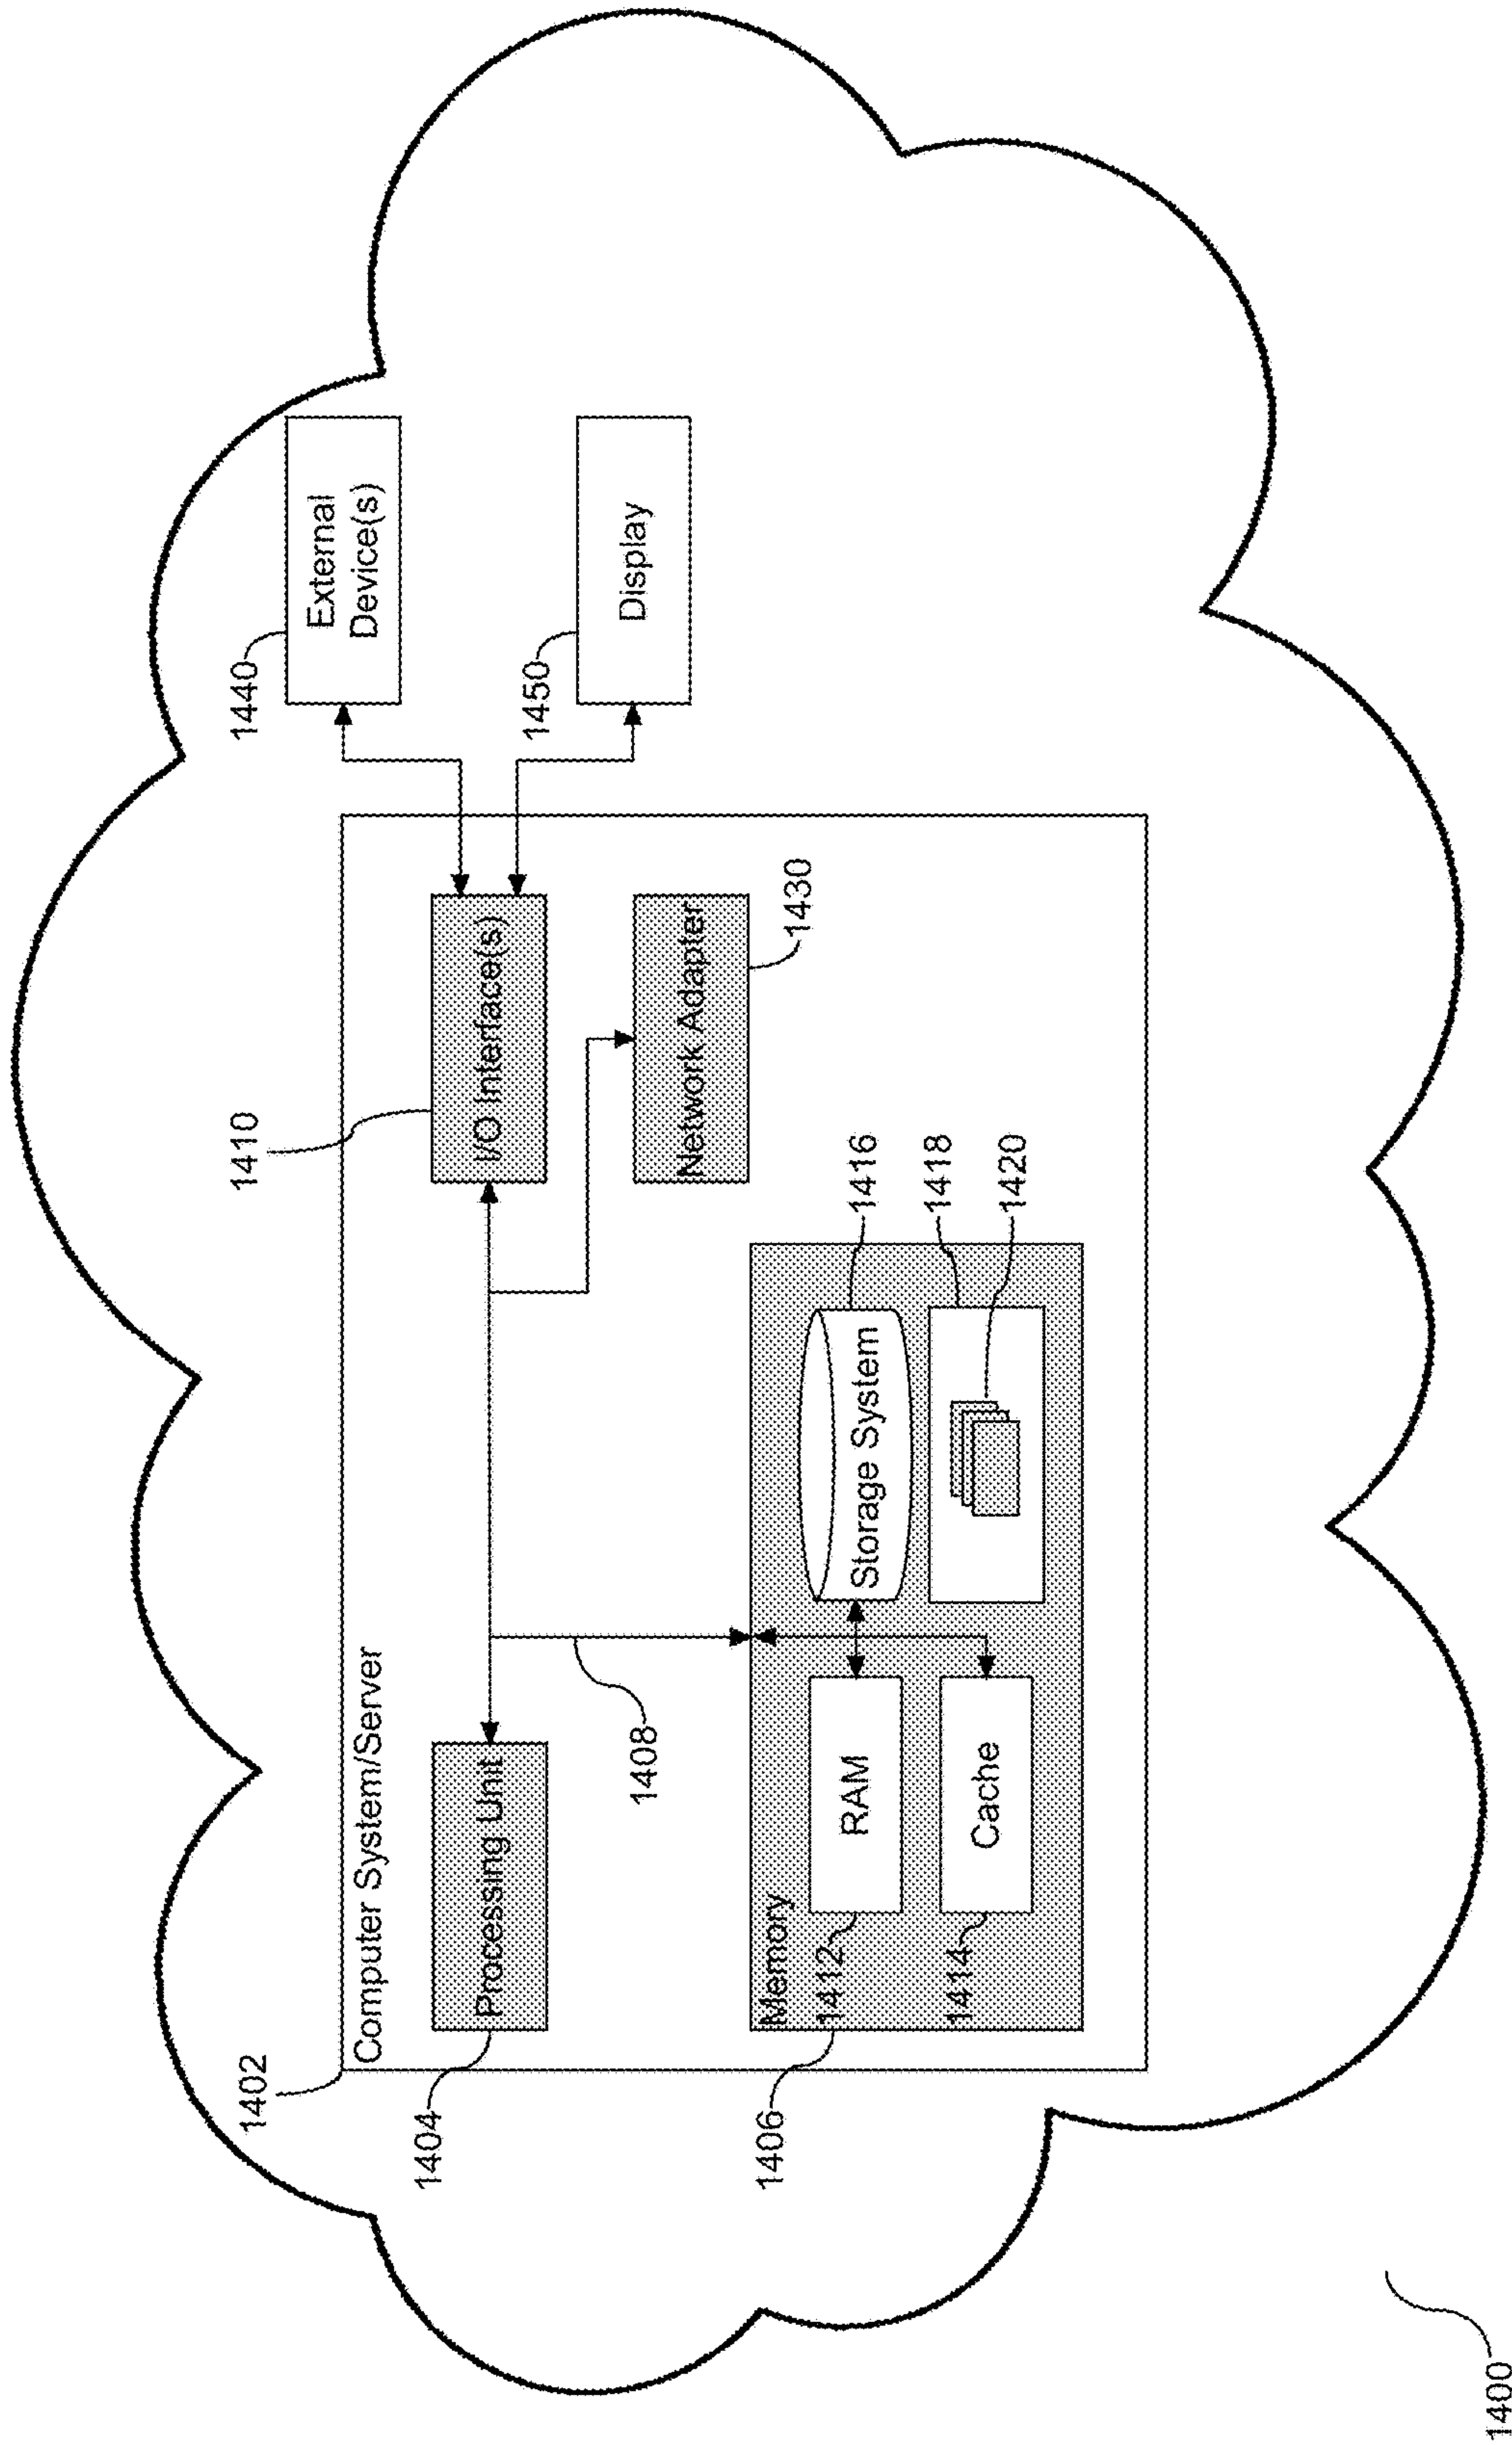 1402
Computer System/Server
1404
Processing Unit
1408
1410
I/O Interface(s)
1440
External
Device(s)
1450
Display
Network Adapter
1430
1406
Memory
1412
RAM
1414
Cache
Storage System
1416
1418
1420
1400